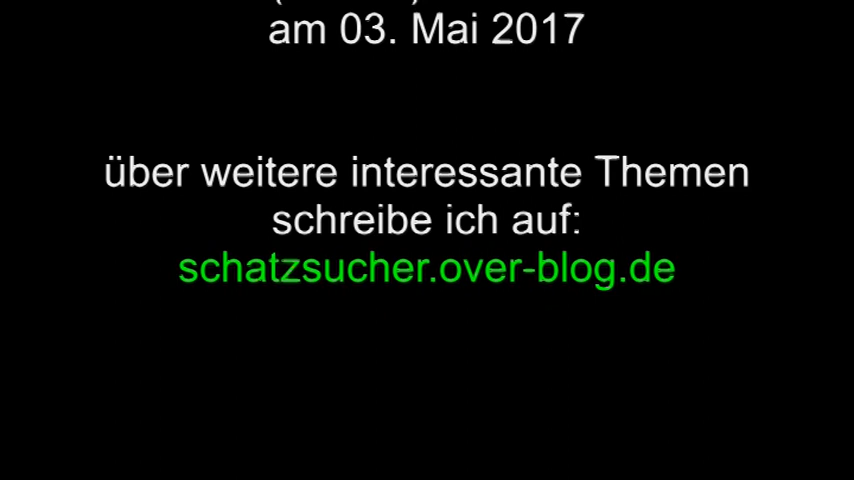 am 03. Mai 2017
über weitere interessante Themen
schreibe ich auf:
schatzsucher.over-blog.de